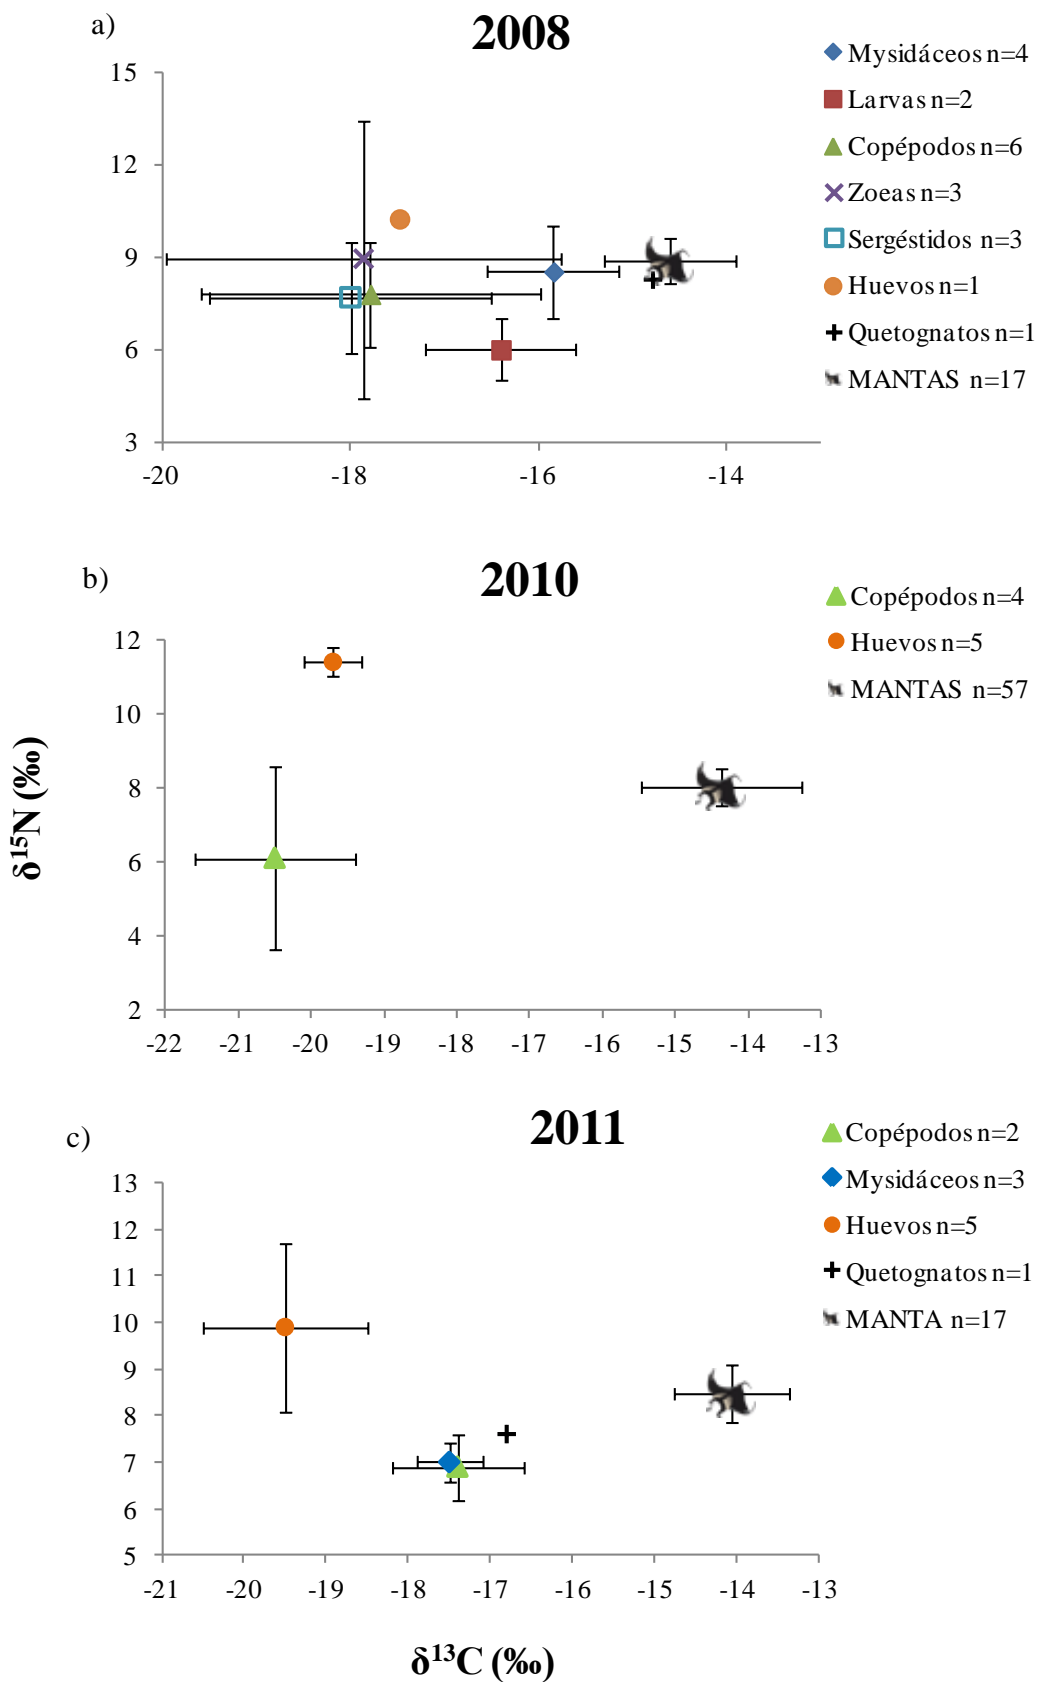 a)
2008
Mysidáceos n=4
Larvas n=2
Copépodos n=6
Zoeas n=3
Sergéstidos n=3
Huevos n=1
Quetognatos n=1
MANTAS n=17
15
12
9
6
3
-20
-18
-16
-14
b)
2010
Copépodos n=4
Huevos n=5
MANTAS n=57
12
10
8
6
4
2
-22
-21
-20
-19
-18
-17
-16
-15
-14
-13
δ¹⁵N (‰)
c)
2011
Copépodos n=2
Mysidáceos n=3
Huevos n=5
Quetognatos n=1
MANTA n=17
13
12
11
10
9
8
7
6
5
-21
-20
-19
-18
-17
-16
-15
-14
-13
δ¹³C (‰)